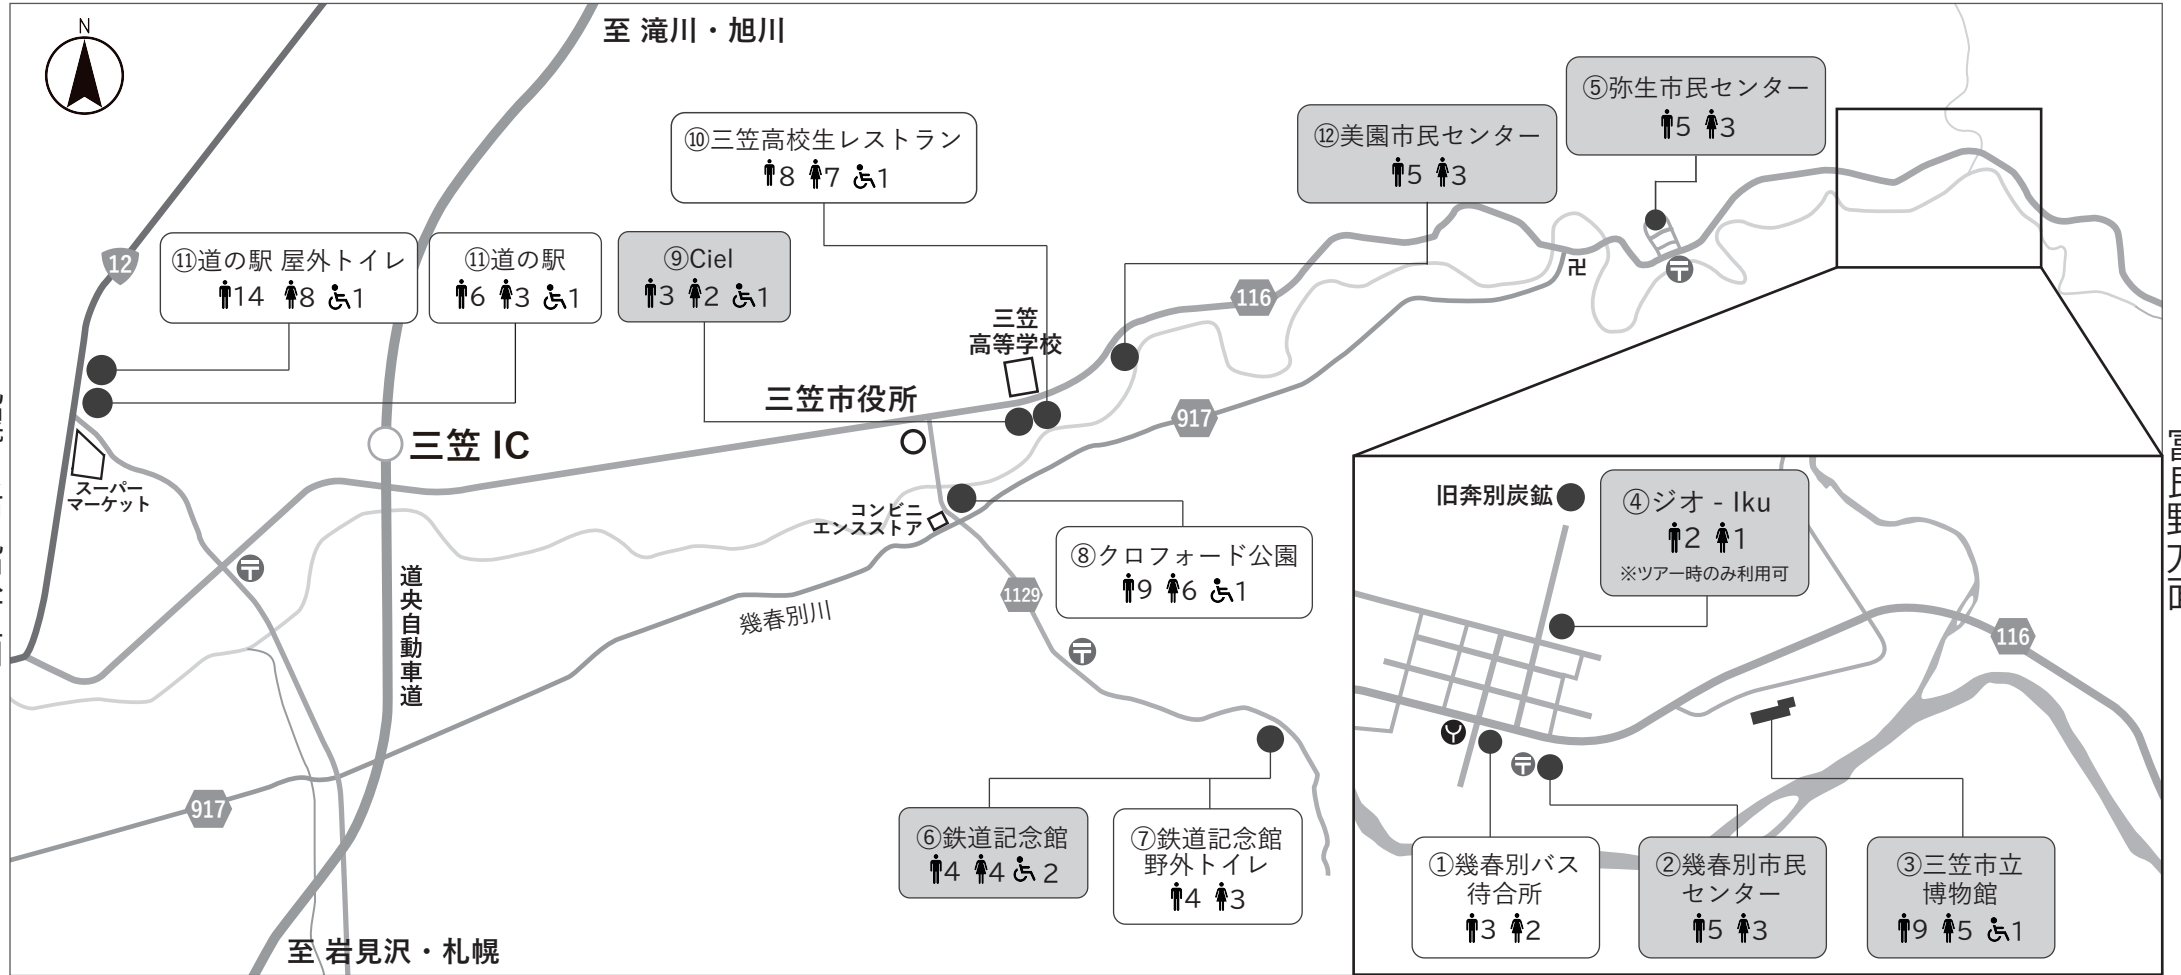 N
至 滝川・旭川
⑤弥生市民センター
5 3
⑩三笠高校生レストラン
8 7 1
⑫美園市民センター
5 3
12
⑪道の駅 屋外トイレ
14 8 1
⑪道の駅
6 3 1
⑨Ciel
3 2 1
116
三笠
高等学校
卍
三笠市役所
917
三笠 IC
スーパー
マーケット
コンビニ
エンスストア
旧奔別炭鉱
④ジオ - Iku
2 1
※ツアー時のみ利用可
⑧クロフォード公園
9 6 1
道央自動車道
幾春別川
1129
116
917
⑥鉄道記念館
4 4 2
⑦鉄道記念館
野外トイレ
4 3
①幾春別バス
待合所
3 2
②幾春別市民
センター
5 3
③三笠市立
博物館
9 5 1
至 岩見沢・札幌